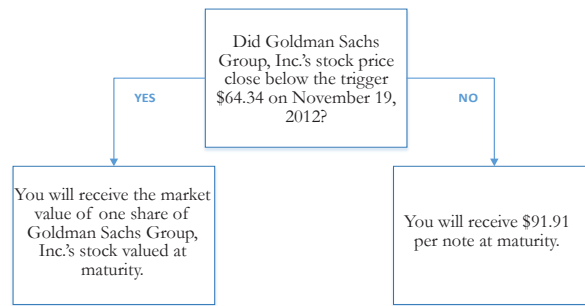 Did Goldman Sachs
Group, Inc.'s stock price
close below the trigger
$64.34 on November 19,
2012?
YES
NO
You will receive the market
value of one share of
Goldman Sachs Group,
Inc.'s stock valued at
maturity.
You will receive $91.91
per note at maturity.